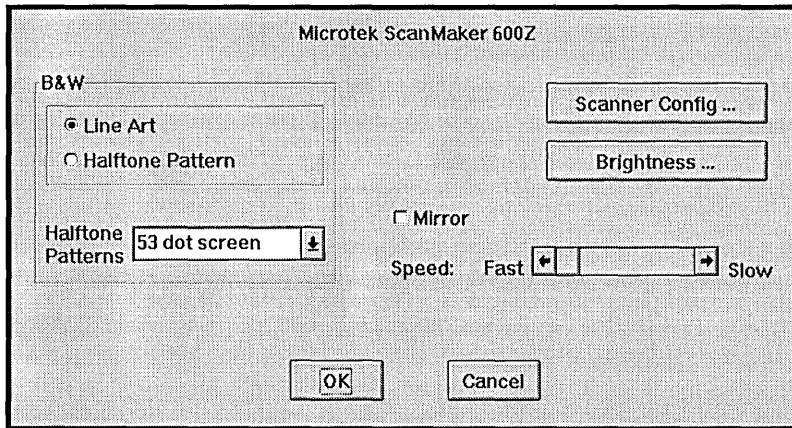 Microtek ScanMaker 600Z
B&W
Line Art
Halftone Pattern
Halftone
Patterns
53 dot screen
Scanner Config ...
Brightness ...
Mirror
Speed: Fast Slow
OK Cancel